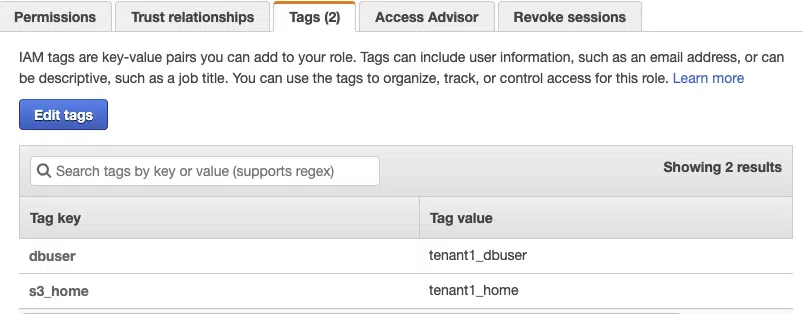 Permissions Trust relationships Tags (2) Access Advisor Revoke sessions
IAM tags are key-value pairs you can add to your role. Tags can include user information, such as an email address, or can
be descriptive, such as a job title. You can use the tags to organize, track, or control access for this role. Learn more
Edit tags
Search tags by key or value (supports regex) Showing 2 results
Tag key Tag value
dbuser tenant1_dbuser
s3_home tenant1_home